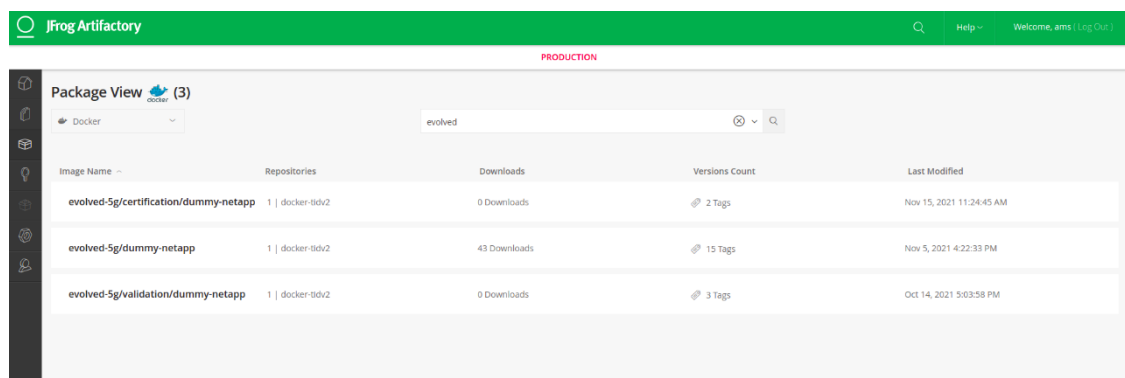 JFrog Artifactory Help Welcome, ams ( Log Out )
PRODUCTION
Package View docker (3)
Docker evolved
Image Name Repositories Downloads Versions Count Last Modified
evolved-5g/certification/dummy-netapp 1 | docker-tidv2 0 Downloads 2 Tags Nov 15, 2021 11:24:45 AM
evolved-5g/dummy-netapp 1 | docker-tidv2 43 Downloads 15 Tags Nov 5, 2021 4:22:33 PM
evolved-5g/validation/dummy-netapp 1 | docker-tidv2 0 Downloads 3 Tags Oct 14, 2021 5:03:58 PM